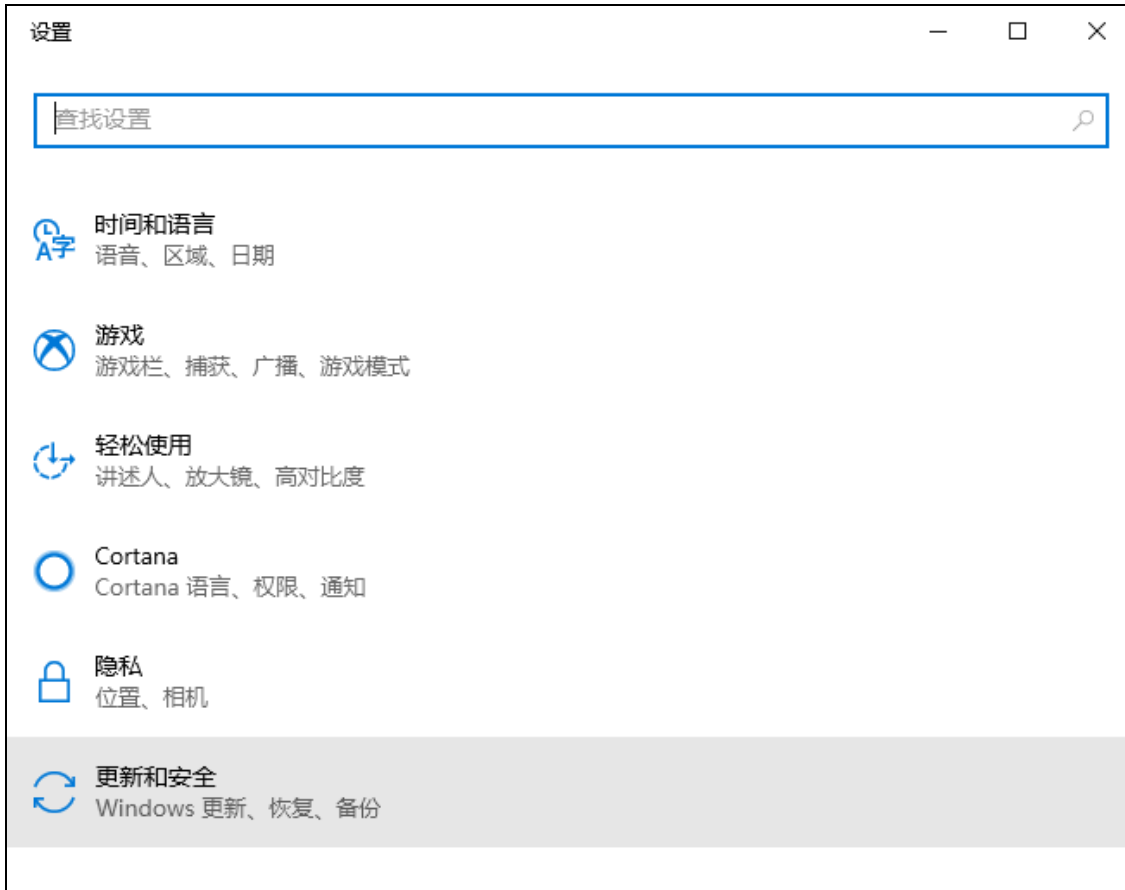 设置
查找设置
时间和语言
语音、区域、日期
游戏
游戏栏、捕获、广播、游戏模式
轻松使用
讲述人、放大镜、高对比度
Cortana
Cortana 语言、权限、通知
隐私
位置、相机
更新和安全
Windows 更新、恢复、备份